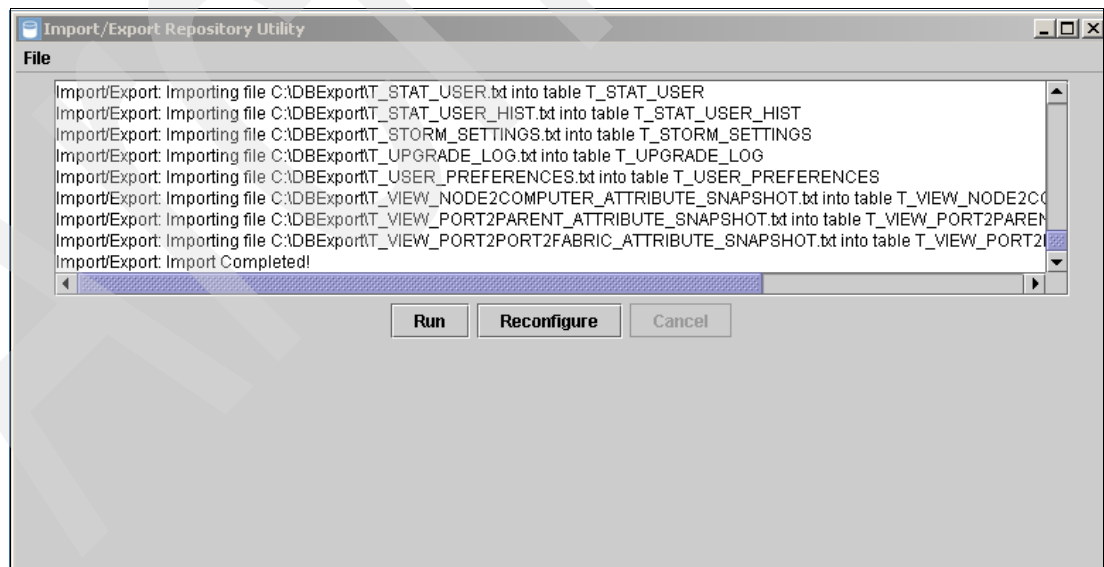 Import/Export Repository Utility
File
Import/Export: Importing file C:\DBExport\T_STAT_USER.txt into table T_STAT_USER
Import/Export: Importing file C:\DBExport\T_STAT_USER_HIST.txt into table T_STAT_USER_HIST
Import/Export: Importing file C:\DBExport\T_STORM_SETTINGS.txt into table T_STORM_SETTINGS
Import/Export: Importing file C:\DBExport\T_UPGRADE_LOG.txt into table T_UPGRADE_LOG
Import/Export: Importing file C:\DBExport\T_USER_PREFERENCES.txt into table T_USER_PREFERENCES
Import/Export: Importing file C:\DBExport\T_VIEW_NODE2COMPUTER_ATTRIBUTE_SNAPSHOT.txt into table T_VIEW_NODE2CO
Import/Export: Importing file C:\DBExport\T_VIEW_PORT2PARENT_ATTRIBUTE_SNAPSHOT.txt into table T_VIEW_PORT2PAREN
Import/Export: Importing file C:\DBExport\T_VIEW_PORT2PORT2FABRIC_ATTRIBUTE_SNAPSHOT.txt into table T_VIEW_PORT2
Import/Export: Import Completed!
Run Reconfigure Cancel